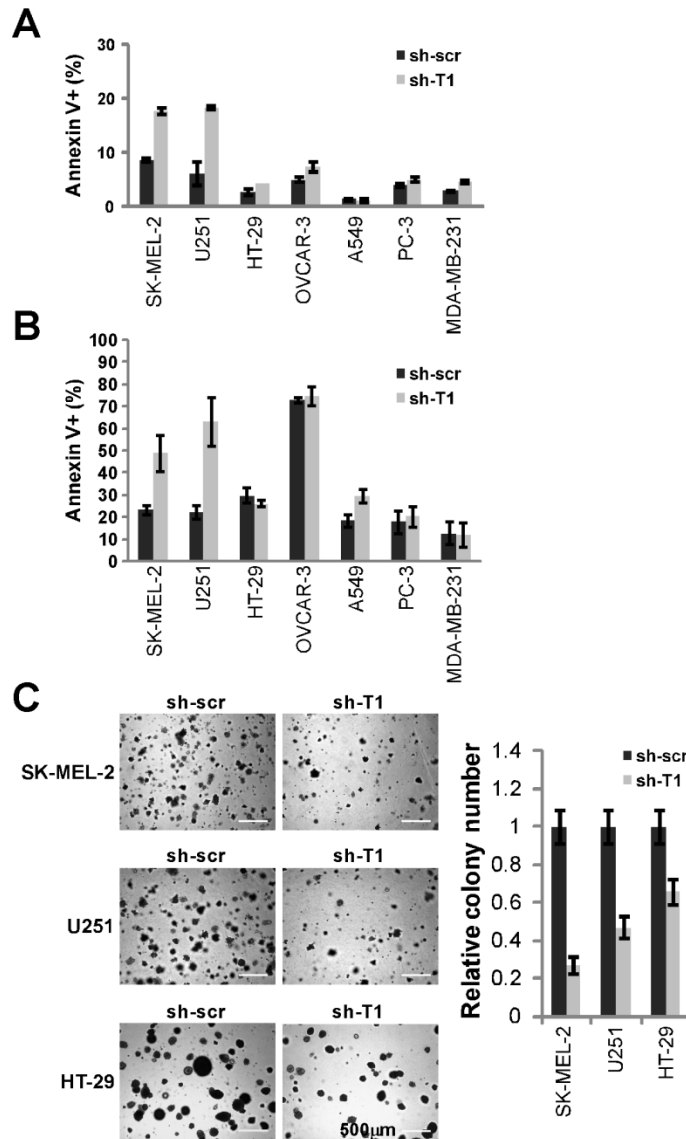 A
Annexin V+ (%)
30
20
10
0
sh-scr
sh-T1
SK-MEL-2
U251
HT-29
OVCAR-3
A549
PC-3
MDA-MB-231
B
Annexin V+ (%)
100
90
80
70
60
50
40
30
20
10
0
sh-scr
sh-T1
SK-MEL-2
U251
HT-29
OVCAR-3
A549
PC-3
MDA-MB-231
C
sh-scr
sh-T1
SK-MEL-2
sh-scr
sh-T1
U251
sh-scr
sh-T1
HT-29
500µm
Relative colony number
1.4
1.2
1
0.8
0.6
0.4
0.2
0
sh-scr
sh-T1
SK-MEL-2
U251
HT-29